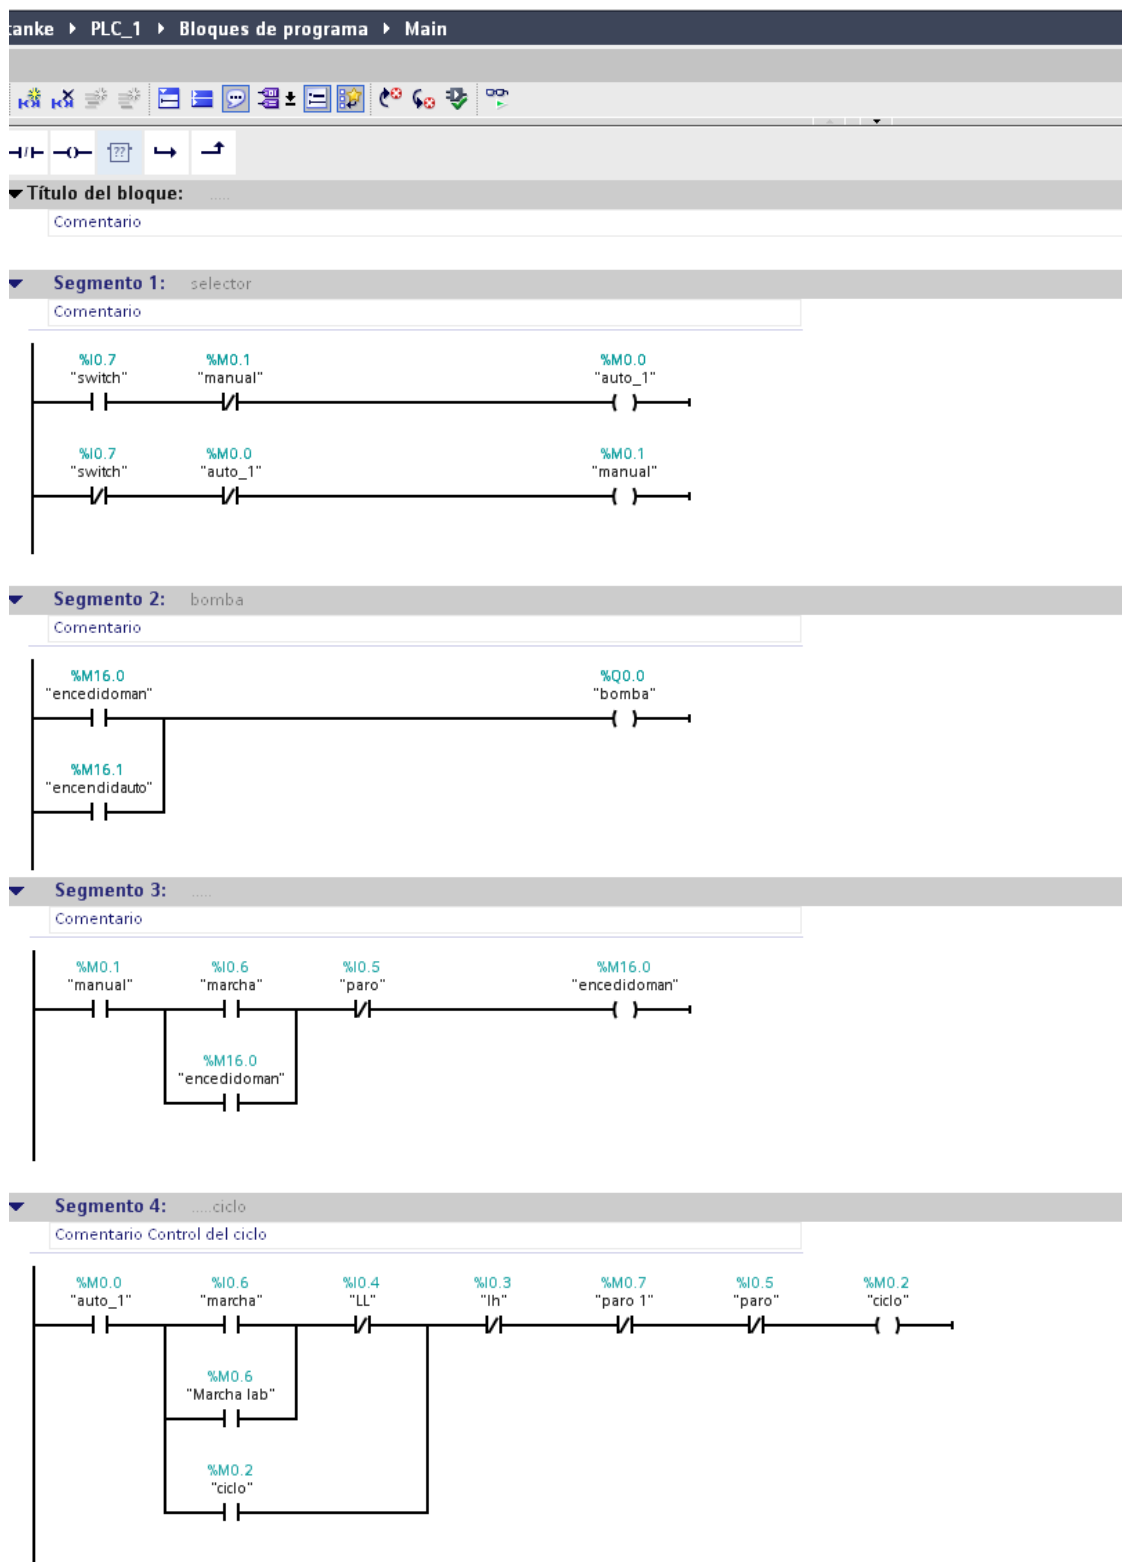 tanke ▸ PLC_1 ▸ Bloques de programa ▸ Main
Título del bloque: .....
Comentario
Segmento 1: selector
Comentario
%I0.7 %M0.1 %M0.0
"switch" "manual" "auto_1"
%I0.7 %M0.0 %M0.1
"switch" "auto_1" "manual"
Segmento 2: bomba
Comentario
%M16.0 %Q0.0
"encedidoman" "bomba"
%M16.1
"encendidauto"
Segmento 3: .....
Comentario
%M0.1 %I0.6 %I0.5 %M16.0
"manual" "marcha" "paro" "encedidoman"
%M16.0
"encedidoman"
Segmento 4: .....ciclo
Comentario Control del ciclo
%M0.0 %I0.6 %I0.4 %I0.3 %M0.7 %I0.5 %M0.2
"auto_1" "marcha" "LL" "lh" "paro 1" "paro" "ciclo"
%M0.6
"Marcha lab"
%M0.2
"ciclo"